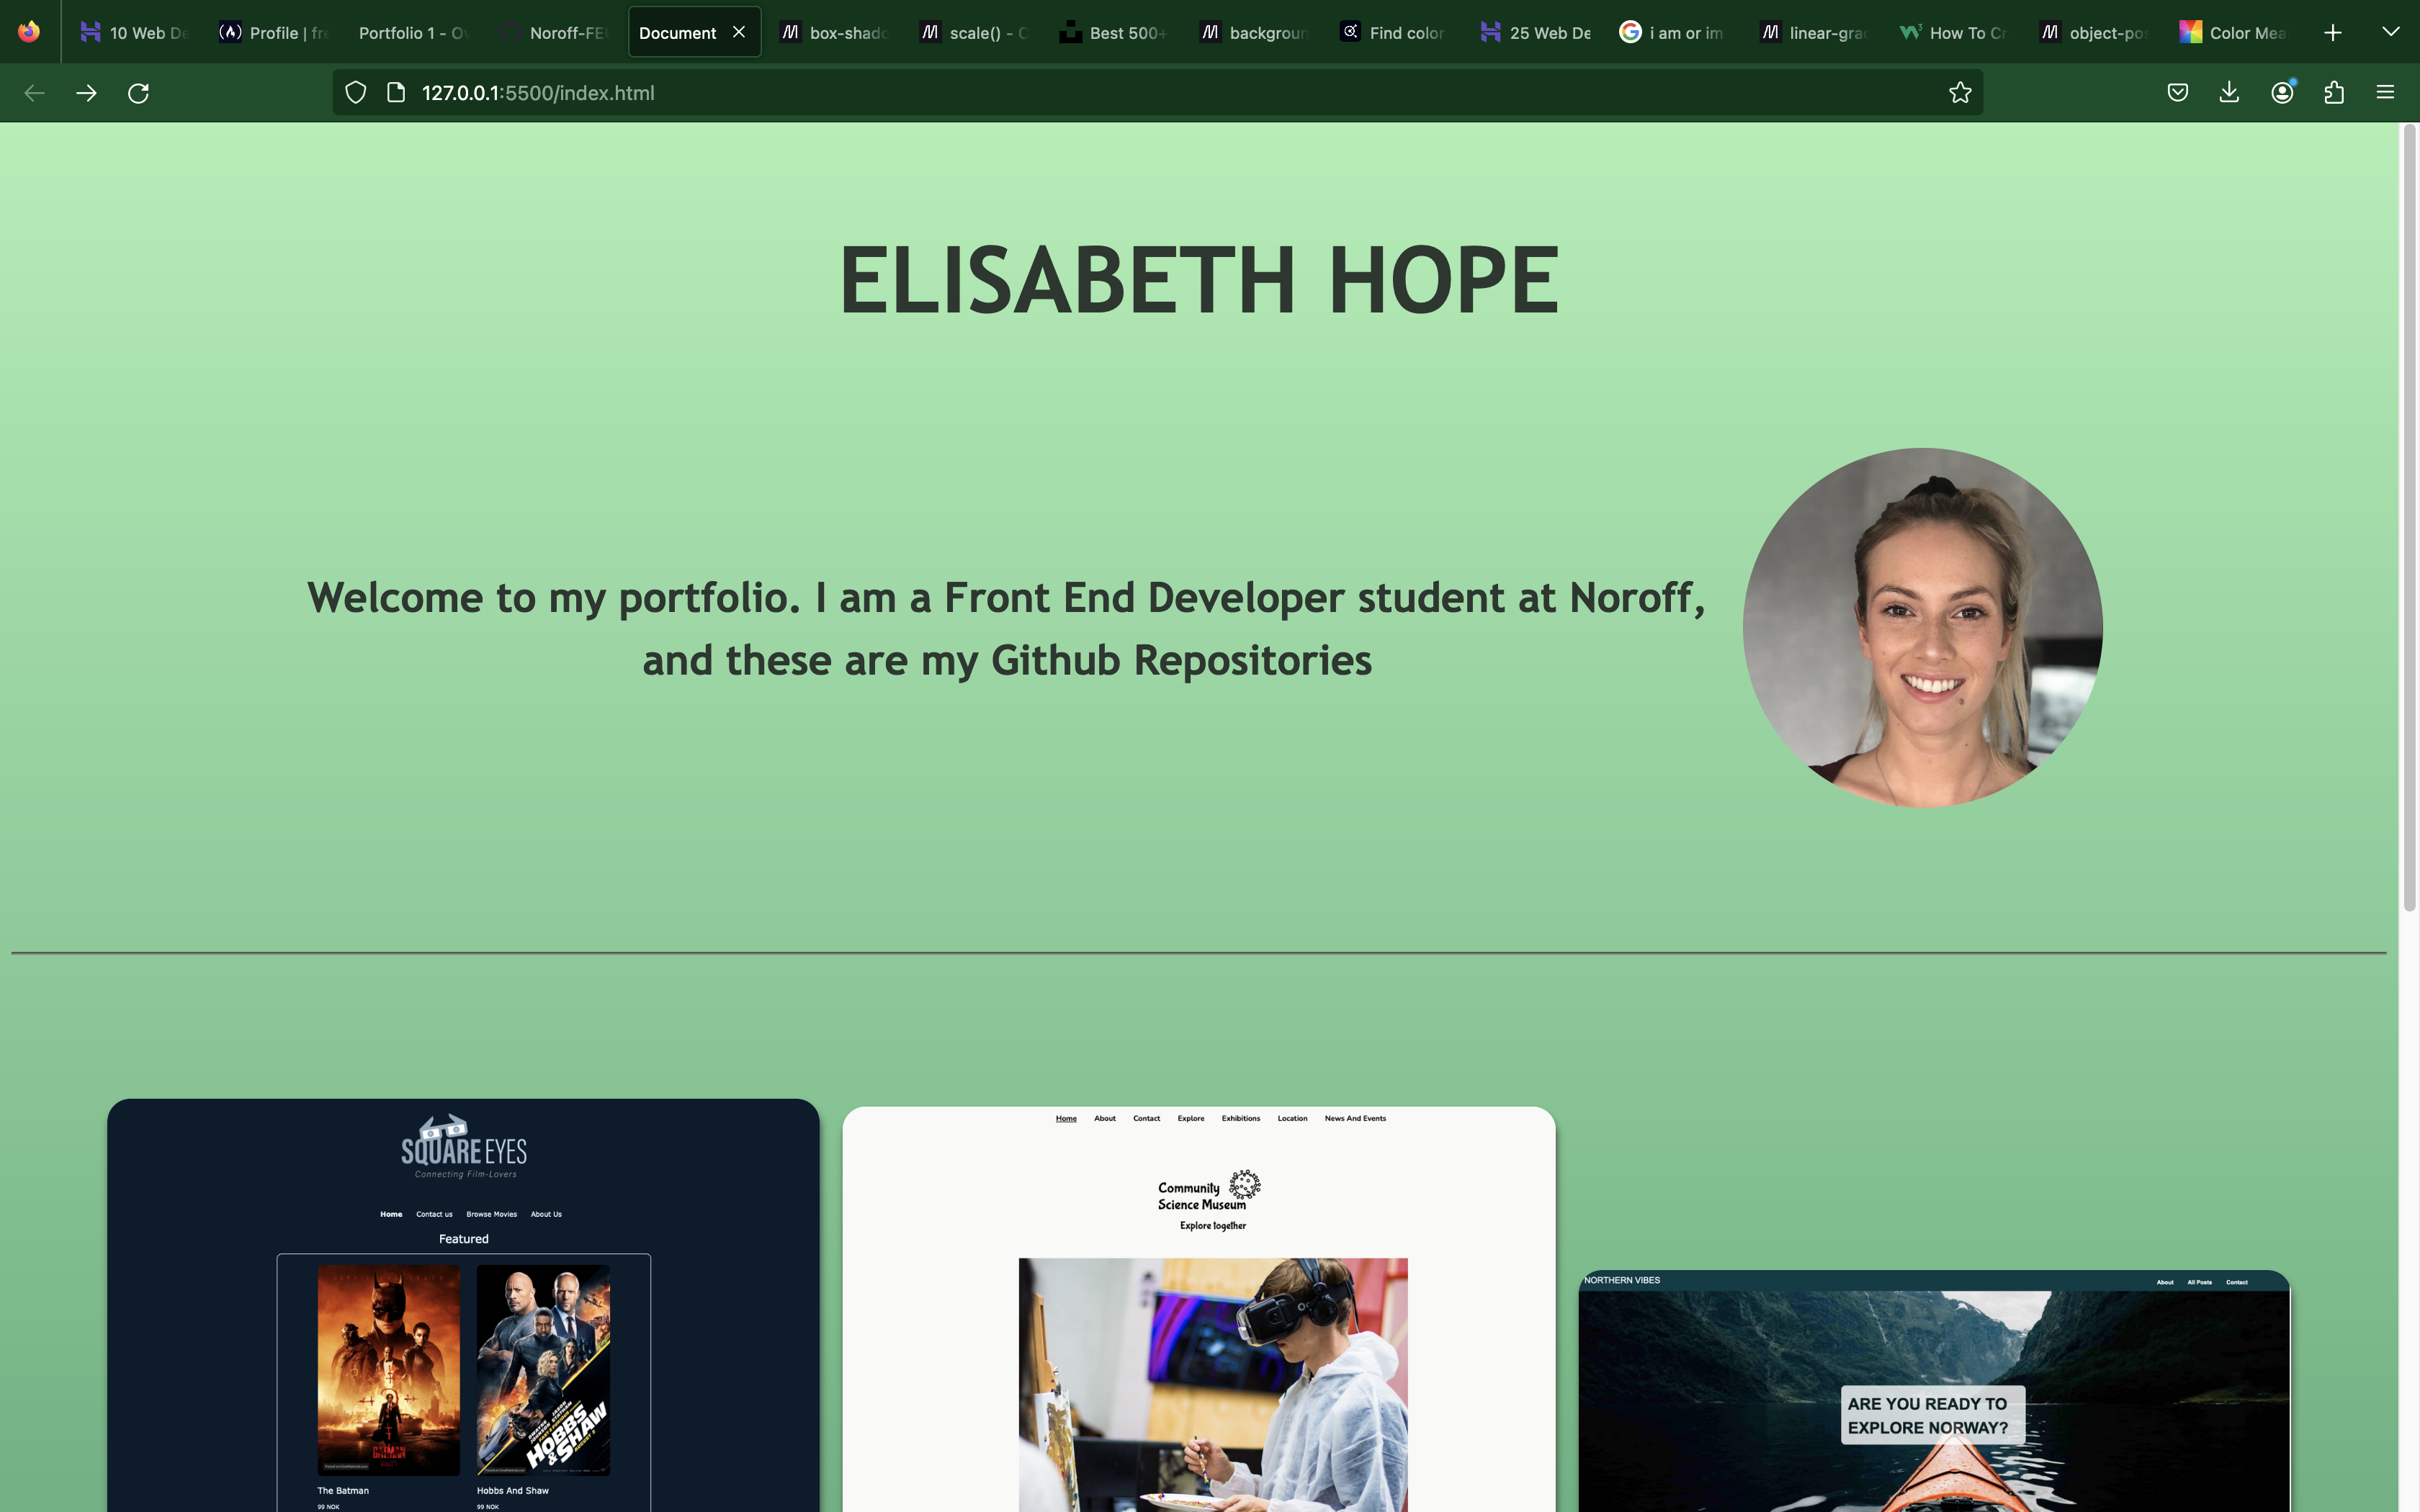 10 Web De
Profile | fre
Portfolio 1 - Ov
Noroff-FEU
Document
box-shado
scale() - C
Best 500+
backgroun
Find color
25 Web De
i am or im
linear-grad
How To Cr
object-pos
Color Mea
127.0.0.1:5500/index.html
ELISABETH HOPE
Welcome to my portfolio. I am a Front End Developer student at Noroff,
and these are my Github Repositories
SQUARE EYES
Connecting Film-Lovers
Home Contact us Browse Movies About Us
Featured
BATMAN
HOBBS
& SHAW
The Batman
99 NOK
Hobbs And Shaw
99 NOK
Home About Contact Explore Exhibitions Location News And Events
Community
Science Museum
Explore together
NORTHERN VIBES
About All Posts Contact
ARE YOU READY TO
EXPLORE NORWAY?